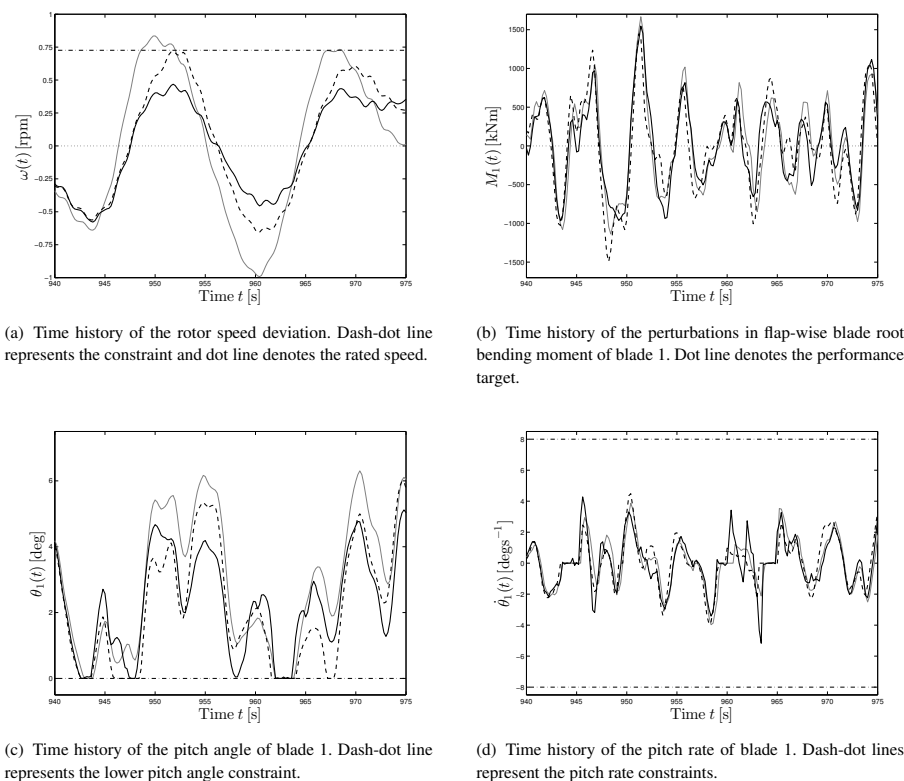 1
0.75
0.5
0.25
0
−0.25
−0.5
−0.75
−1
ω(t) [rpm]
940 945 950 955 960 965 970 975
Time t [s]
(a) Time history of the rotor speed deviation. Dash-dot line
represents the constraint and dot line denotes the rated speed.
1500
1000
500
0
−500
−1000
−1500
M1(t) [kNm]
940 945 950 955 960 965 970 975
Time t [s]
(b) Time history of the perturbations in flap-wise blade root
bending moment of blade 1. Dot line denotes the performance
target.
6
4
2
0
θ1(t) [deg]
940 945 950 955 960 965 970 975
Time t [s]
(c) Time history of the pitch angle of blade 1. Dash-dot line
represents the lower pitch angle constraint.
8
6
4
2
0
−2
−4
−6
−8
θ̇1(t) [degs−1]
940 945 950 955 960 965 970 975
Time t [s]
(d) Time history of the pitch rate of blade 1. Dash-dot lines
represent the pitch rate constraints.